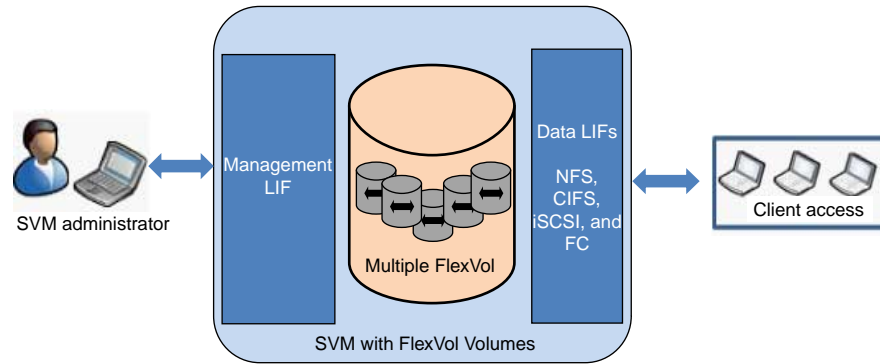 SVM administrator
Management
LIF
Multiple FlexVol
Data LIFs
NFS,
CIFS,
iSCSI, and
FC
Client access
SVM with FlexVol Volumes